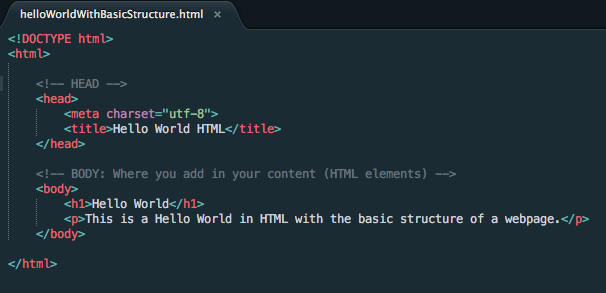 helloWorldWithBasicStructure.html ×
<!DOCTYPE html>
<html>
<!-- HEAD -->
<head>
<meta charset="utf-8">
<title>Hello World HTML</title>
</head>
<!-- BODY: Where you add in your content (HTML elements) -->
<body>
<h1>Hello World</h1>
<p>This is a Hello World in HTML with the basic structure of a webpage.</p>
</body>
</html>